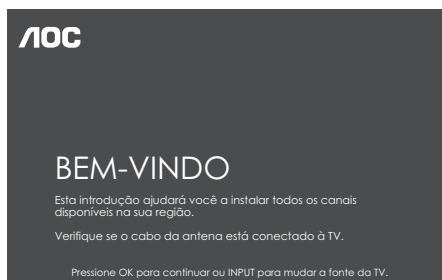 AOC
BEM-VINDO
Esta introdução ajudará você a instalar todos os canais
disponíveis na sua região.
Verifique se o cabo da antena está conectado à TV.
Pressione OK para continuar ou INPUT para mudar a fonte da TV.